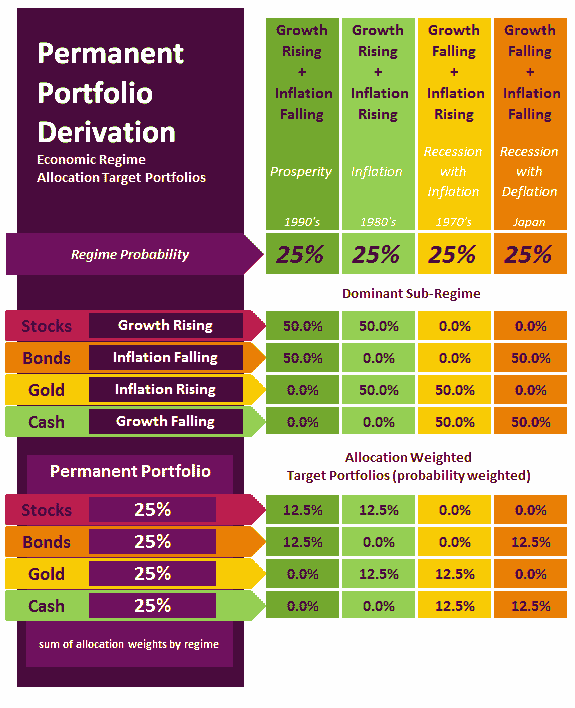 Permanent
Portfolio
Derivation
Economic Regime
Allocation Target Portfolios
Growth Rising + Inflation Falling
Prosperity
1990's
Growth Rising + Inflation Rising
Inflation
1980's
Growth Falling + Inflation Rising
Recession with Inflation
1970's
Growth Falling + Inflation Falling
Recession with Deflation
Japan
Regime Probability 25% 25% 25% 25%
Dominant Sub-Regime
Stocks Growth Rising 50.0% 50.0% 0.0% 0.0%
Bonds Inflation Falling 50.0% 0.0% 0.0% 50.0%
Gold Inflation Rising 0.0% 50.0% 50.0% 0.0%
Cash Growth Falling 0.0% 0.0% 50.0% 50.0%
Permanent Portfolio
Allocation Weighted
Target Portfolios (probability weighted)
Stocks 25% 12.5% 12.5% 0.0% 0.0%
Bonds 25% 12.5% 0.0% 0.0% 12.5%
Gold 25% 0.0% 12.5% 12.5% 0.0%
Cash 25% 0.0% 0.0% 12.5% 12.5%
sum of allocation weights by regime